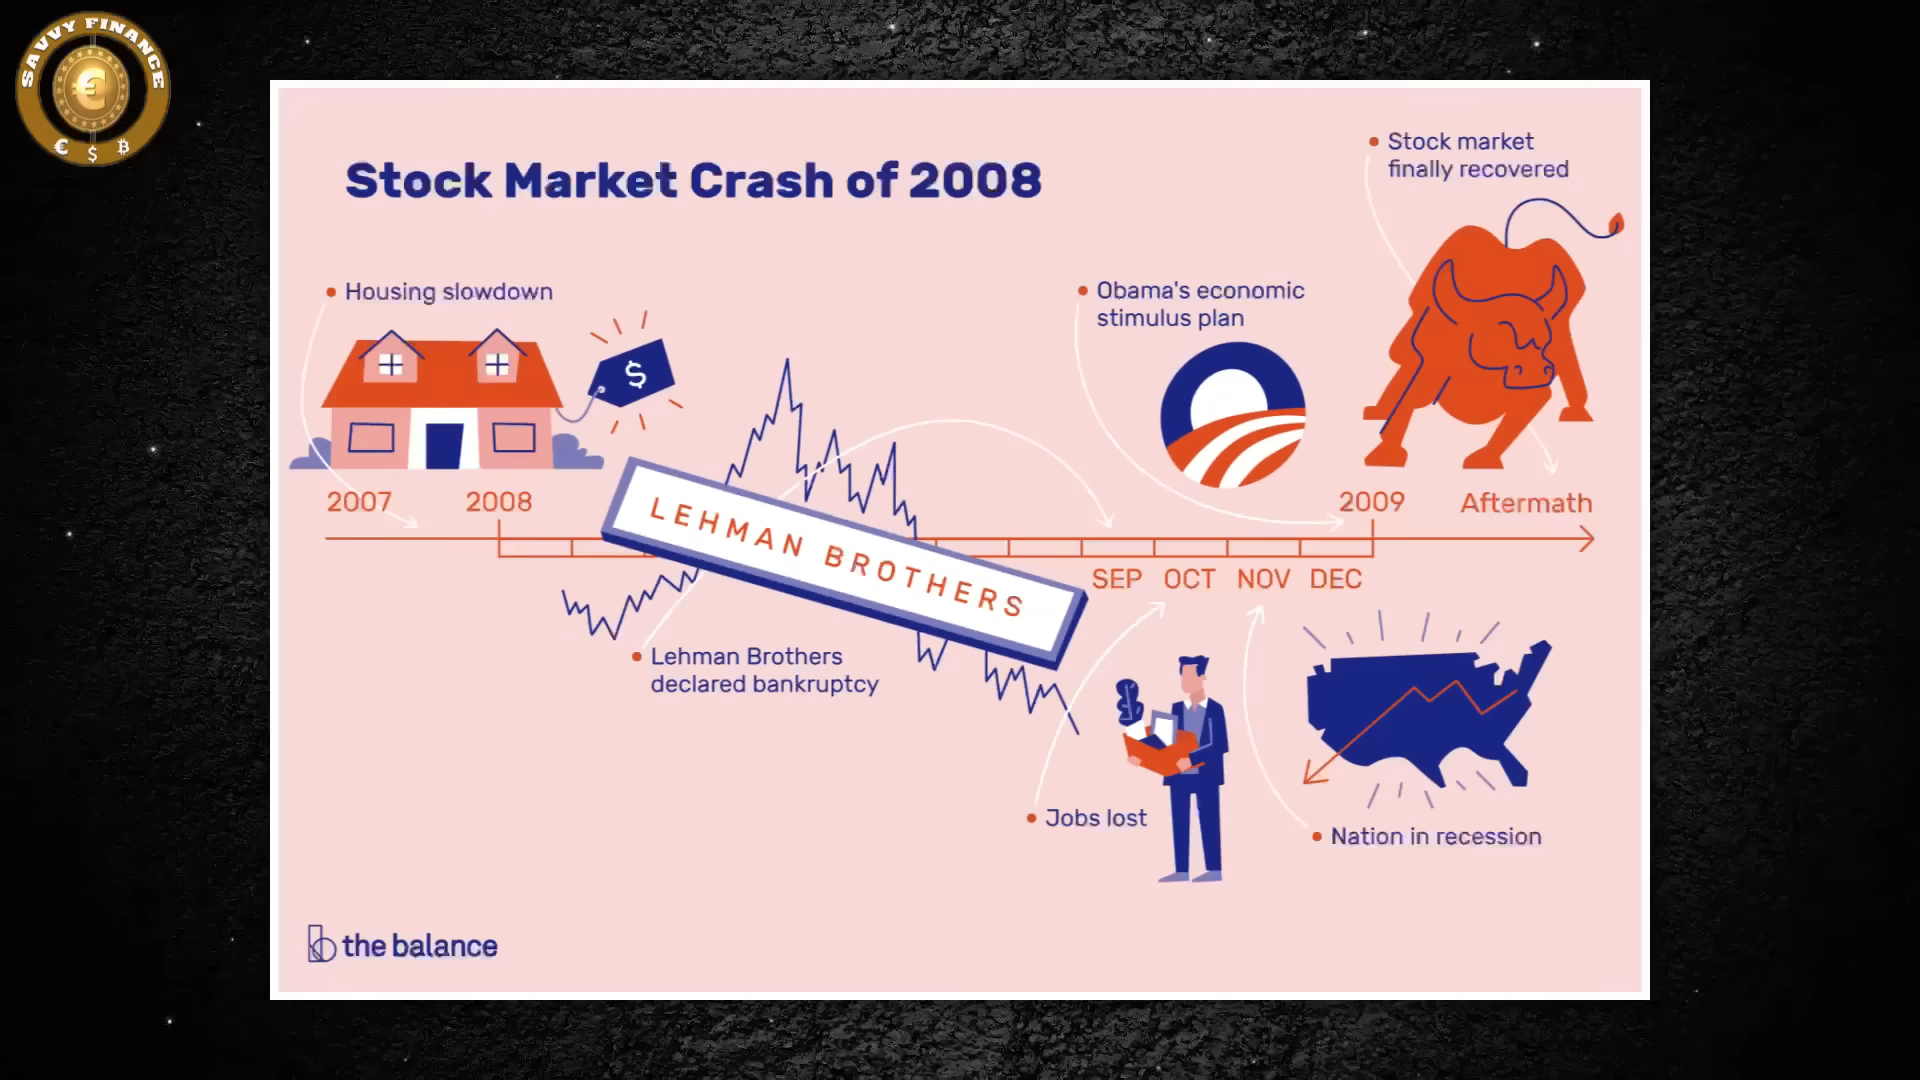 SAVVY FINANCE
€
€ $ ₿
Stock Market Crash of 2008
Stock market
finally recovered
Housing slowdown
$
Obama's economic
stimulus plan
2007
2008
2009
Aftermath
LEHMAN BROTHERS
SEP OCT NOV DEC
Lehman Brothers
declared bankruptcy
Jobs lost
Nation in recession
b the balance